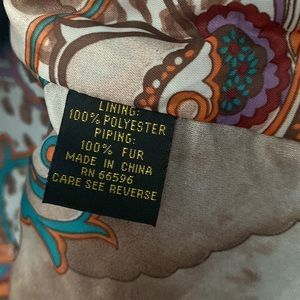 LINING:
100% POLYESTER
PIPING:
100% FUR
MADE IN CHINA
RN 66596
CARE SEE REVERSE